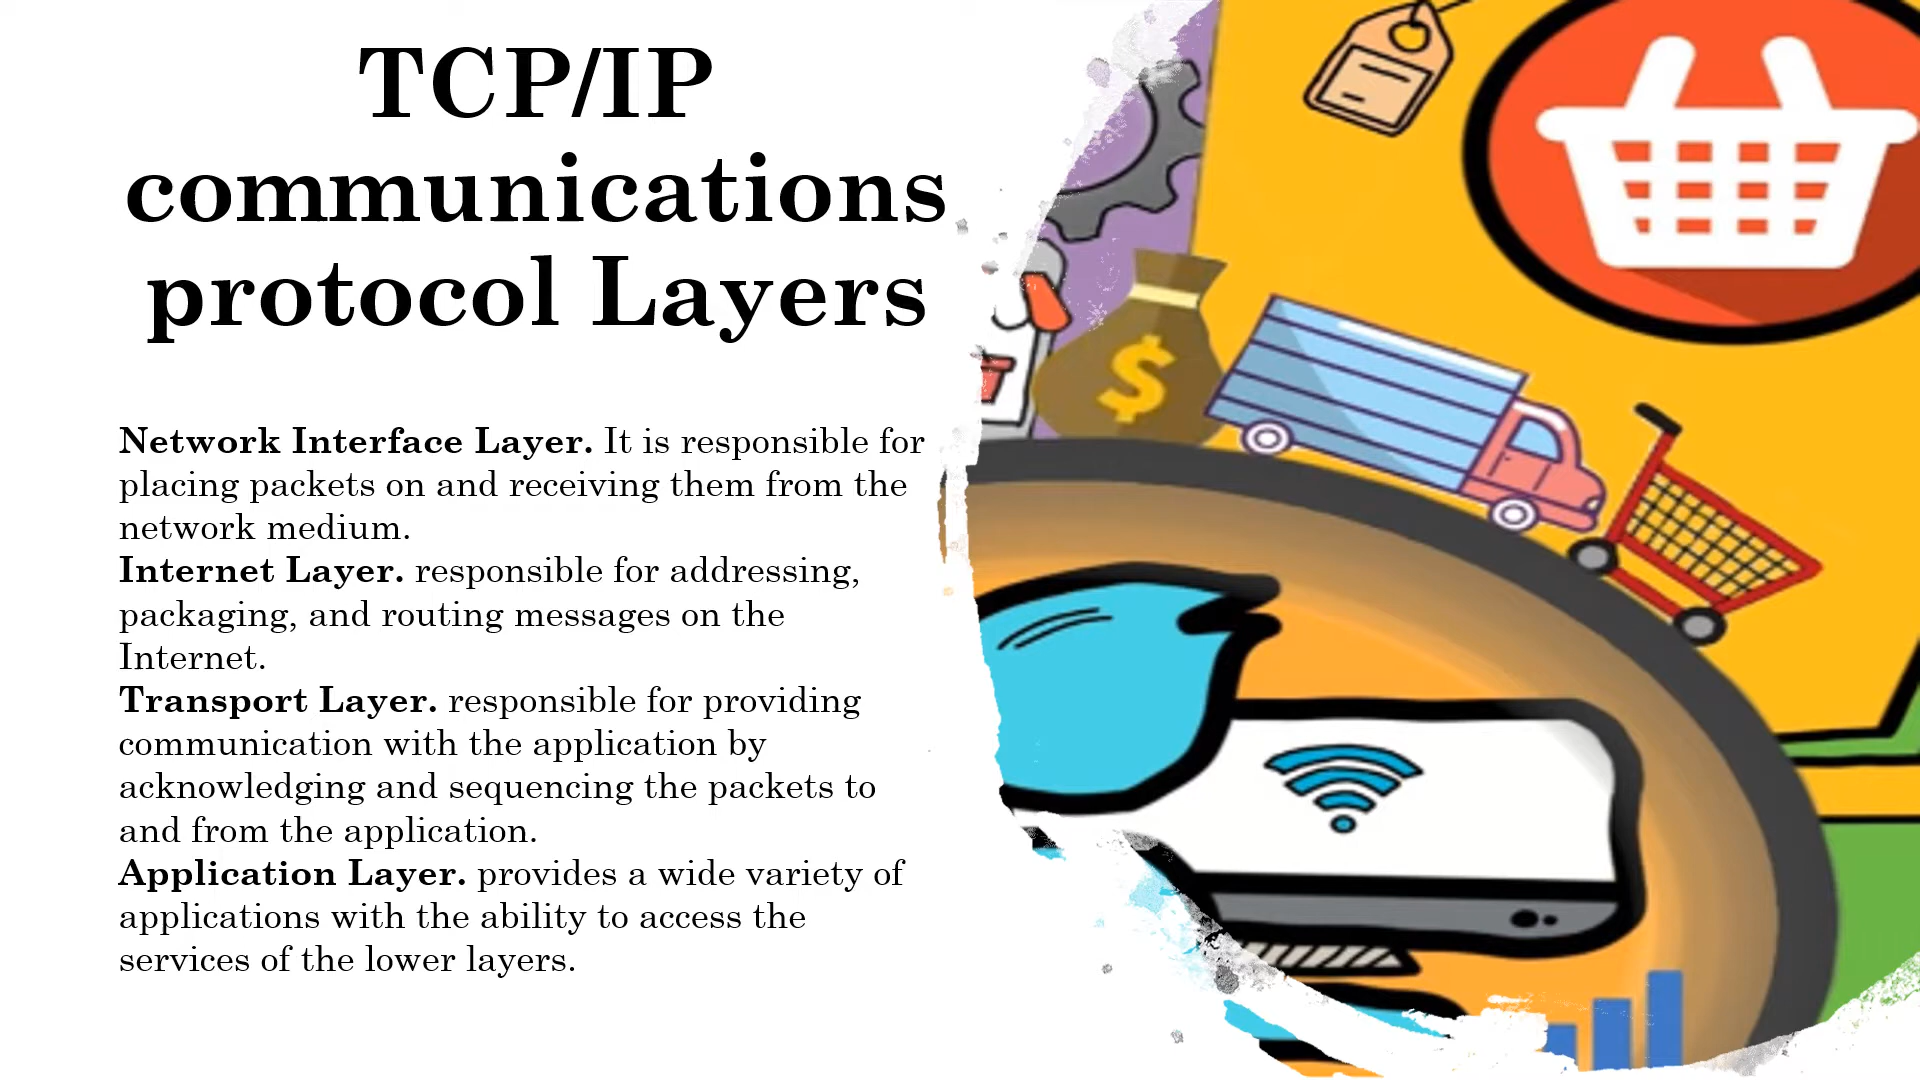 TCP/IP
communications
protocol Layers
Network Interface Layer. It is responsible for
placing packets on and receiving them from the
network medium.
Internet Layer. responsible for addressing,
packaging, and routing messages on the
Internet.
Transport Layer. responsible for providing
communication with the application by
acknowledging and sequencing the packets to
and from the application.
Application Layer. provides a wide variety of
applications with the ability to access the
services of the lower layers.
$